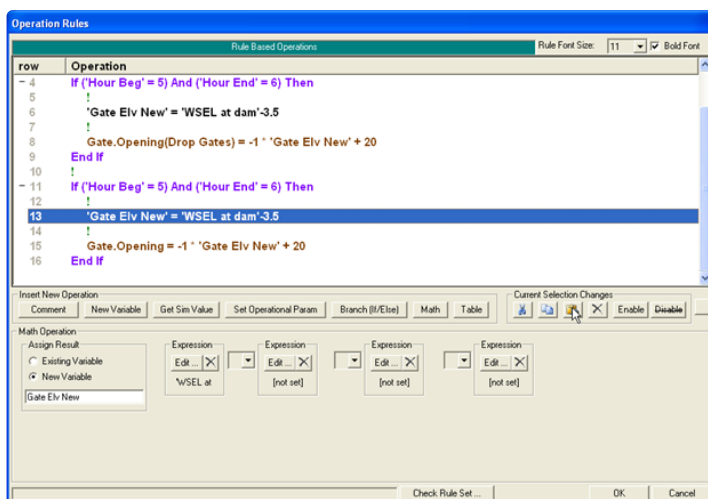 Operation Rules
Rule Based Operations
Rule Font Size: 11 Bold Font
row Operation
4 If ('Hour Beg' = 5) And ('Hour End' = 6) Then
5 !
6 'Gate Elv New' = 'WSEL at dam'-3.5
7 !
8 Gate.Opening(Drop Gates) = -1 * 'Gate Elv New' + 20
9 End If
10 !
11 If ('Hour Beg' = 5) And ('Hour End' = 6) Then
12 !
13 'Gate Elv New' = 'WSEL at dam'-3.5
14 !
15 Gate.Opening = -1 * 'Gate Elv New' + 20
16 End If
Insert New Operation Current Selection Changes
Comment New Variable Get Sim Value Set Operational Param Branch (If/Else) Math Table Enable Disable
Math Operation
Assign Result Expression Expression Expression Expression
Existing Variable Edit ... Edit ... Edit ... Edit ...
New Variable 'WSEL at [not set] [not set] [not set]
Gate Elv New
Check Rule Set ... OK Cancel